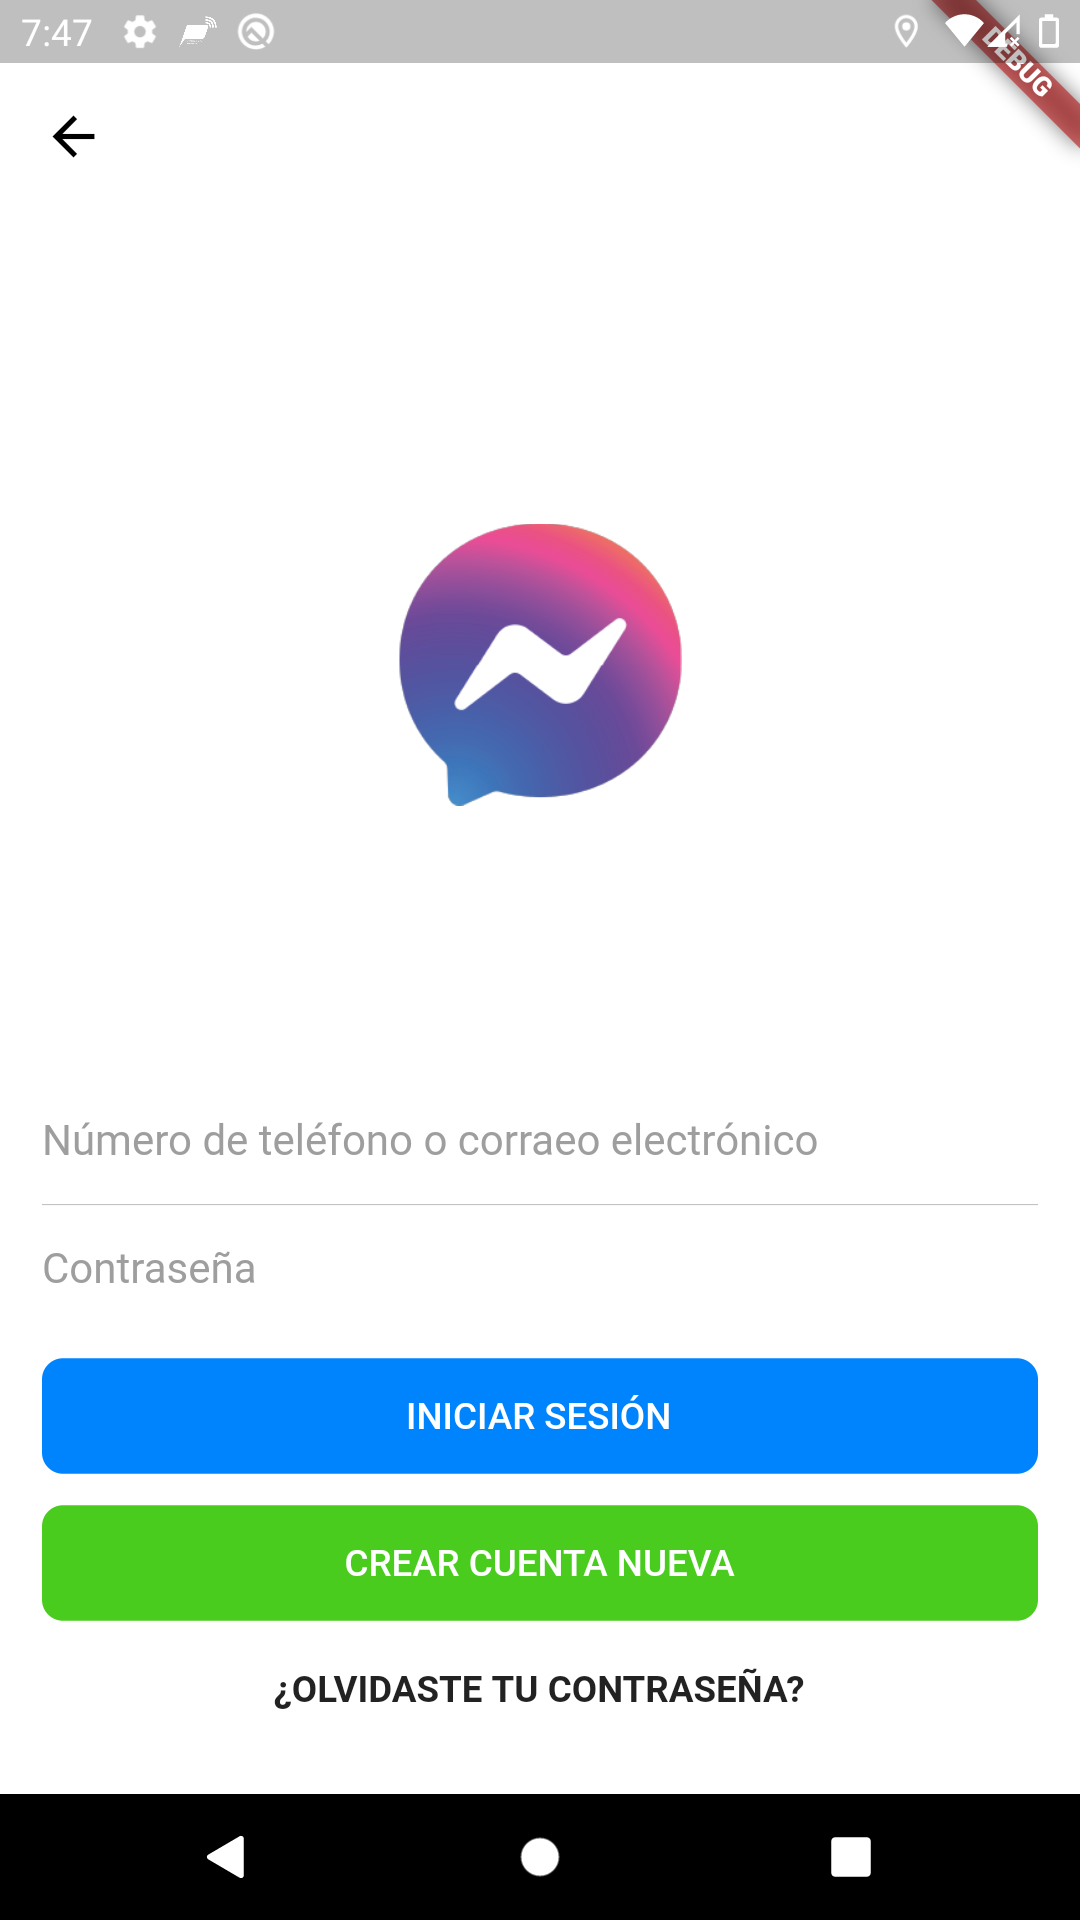 7:47
DEBUG
Número de teléfono o corraeo electrónico
Contraseña
INICIAR SESIÓN
CREAR CUENTA NUEVA
¿OLVIDASTE TU CONTRASEÑA?